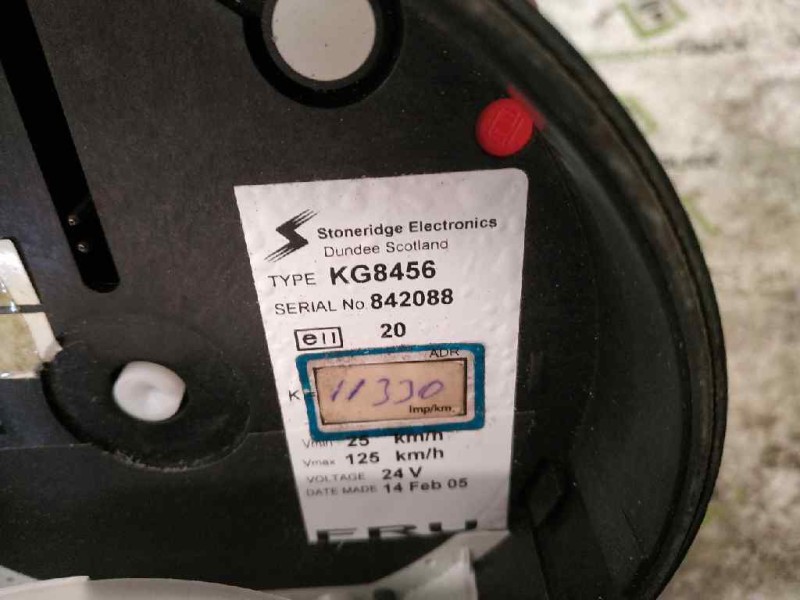 Stoneridge Electronics
Dundee Scotland
TYPE KG8456
SERIAL No 842088
e11 20
ADR
K= 11330
Imp/km.
Vmin 25 km/h
Vmax 125 km/h
VOLTAGE 24 V
DATE MADE 14 Feb 05
FRU